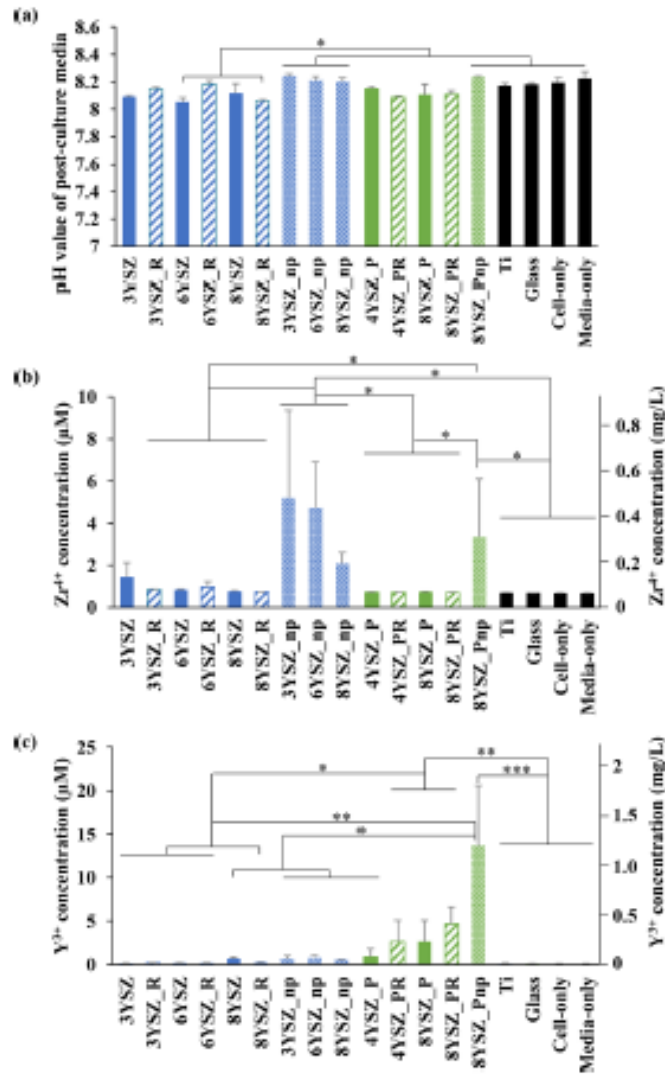 (a)
pH value of post-culture media
8.6
8.4
8.2
8
7.8
7.6
7.4
7.2
7
*
3YSZ
3YSZ_R
6YSZ
6YSZ_R
8YSZ
8YSZ_R
3YSZ_np
6YSZ_np
8YSZ_np
4YSZ_P
4YSZ_PR
8YSZ_P
8YSZ_PR
8YSZ_Pnp
Ti
Glass
Cell-only
Media-only
(b)
Zr⁴⁺ concentration (µM)
10
8
6
4
2
0
*
*
*
*
*
0.8
0.6
0.4
0.2
0
Zr⁴⁺ concentration (mg/L)
3YSZ
3YSZ_R
6YSZ
6YSZ_R
8YSZ
8YSZ_R
3YSZ_np
6YSZ_np
8YSZ_np
4YSZ_P
4YSZ_PR
8YSZ_P
8YSZ_PR
8YSZ_Pnp
Ti
Glass
Cell-only
Media-only
(c)
Y³⁺ concentration (µM)
25
20
15
10
5
0
*
**
***
**
*
2
1.5
1
0.5
0
Y³⁺ concentration (mg/L)
3YSZ
3YSZ_R
6YSZ
6YSZ_R
8YSZ
8YSZ_R
3YSZ_np
6YSZ_np
8YSZ_np
4YSZ_P
4YSZ_PR
8YSZ_P
8YSZ_PR
8YSZ_Pnp
Ti
Glass
Cell-only
Media-only